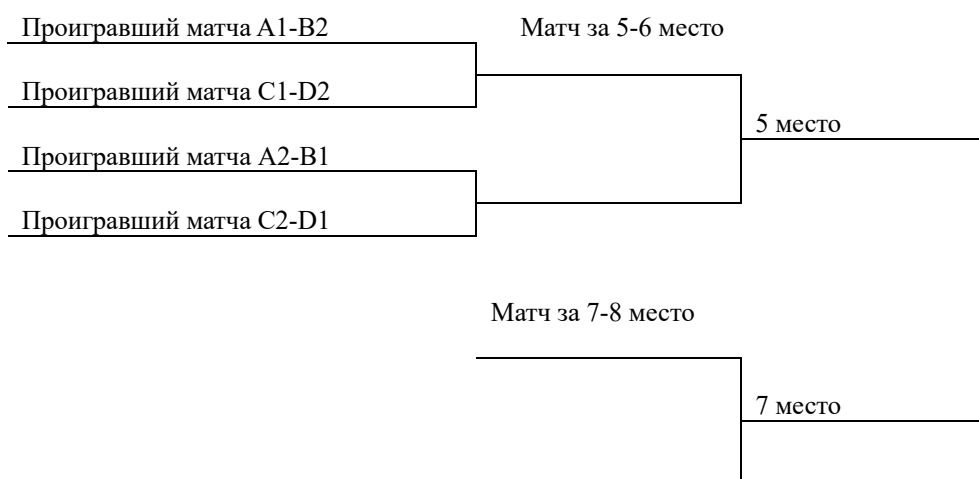 Проигравший матча A1-B2
Матч за 5-6 место
Проигравший матча C1-D2
5 место
Проигравший матча A2-B1
Проигравший матча C2-D1
Матч за 7-8 место
7 место